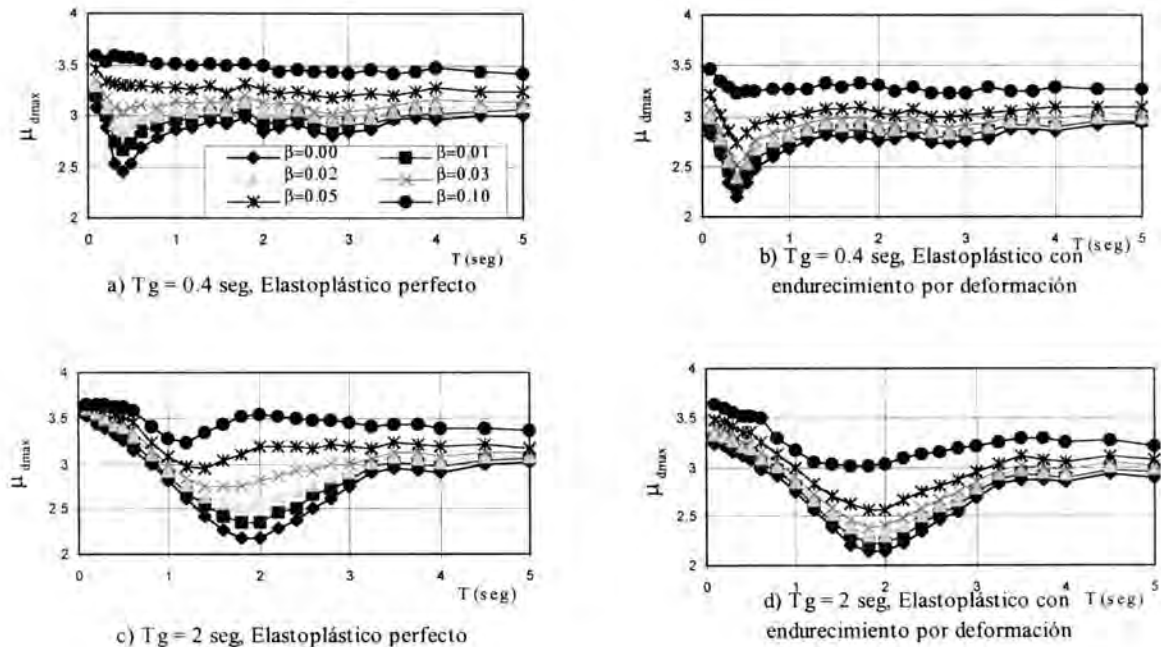 4
3.5
3
2.5
2
μ dmax
β=0.00
β=0.01
β=0.02
β=0.03
β=0.05
β=0.10
0
1
2
3
4
5
T (seg)
a) Tg = 0.4 seg, Elastoplástico perfecto
4
3.5
3
2.5
2
μ dmax
0
1
2
3
4
5
T (seg)
b) Tg = 0.4 seg, Elastoplástico con
endurecimiento por deformación
4
3.5
3
2.5
2
μ dmax
0
1
2
3
4
5
T (seg)
c) Tg = 2 seg, Elastoplástico perfecto
4
3.5
3
2.5
2
μ dmax
0
1
2
3
4
5
T (seg)
d) Tg = 2 seg, Elastoplástico con
endurecimiento por deformación